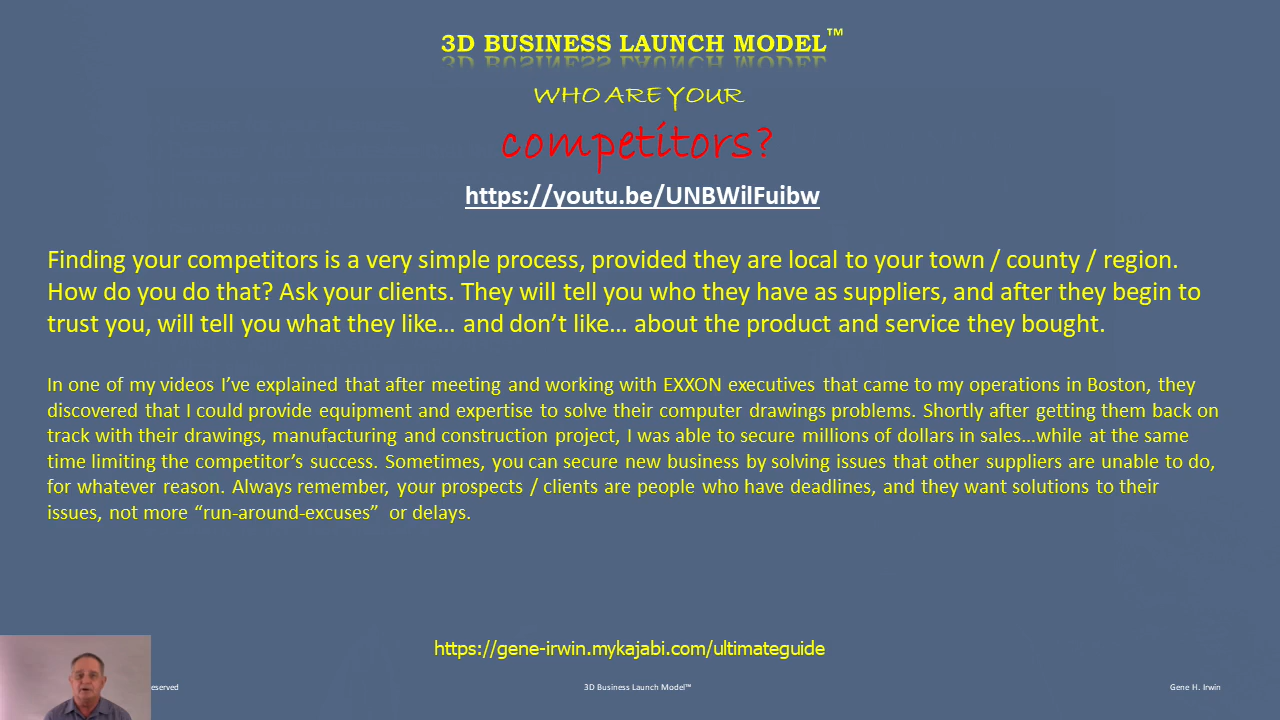 3D BUSINESS LAUNCH MODEL™
WHO ARE YOUR
competitors?
https://youtu.be/UNBWilFuibw
Finding your competitors is a very simple process, provided they are local to your town / county / region.
How do you do that? Ask your clients. They will tell you who they have as suppliers, and after they begin to
trust you, will tell you what they like… and don’t like… about the product and service they bought.
In one of my videos I’ve explained that after meeting and working with EXXON executives that came to my operations in Boston, they
discovered that I could provide equipment and expertise to solve their computer drawings problems. Shortly after getting them back on
track with their drawings, manufacturing and construction project, I was able to secure millions of dollars in sales…while at the same
time limiting the competitor’s success. Sometimes, you can secure new business by solving issues that other suppliers are unable to do,
for whatever reason. Always remember, your prospects / clients are people who have deadlines, and they want solutions to their
issues, not more “run-around-excuses” or delays.
https://gene-irwin.mykajabi.com/ultimateguide
eserved
3D Business Launch Model™
Gene H. Irwin